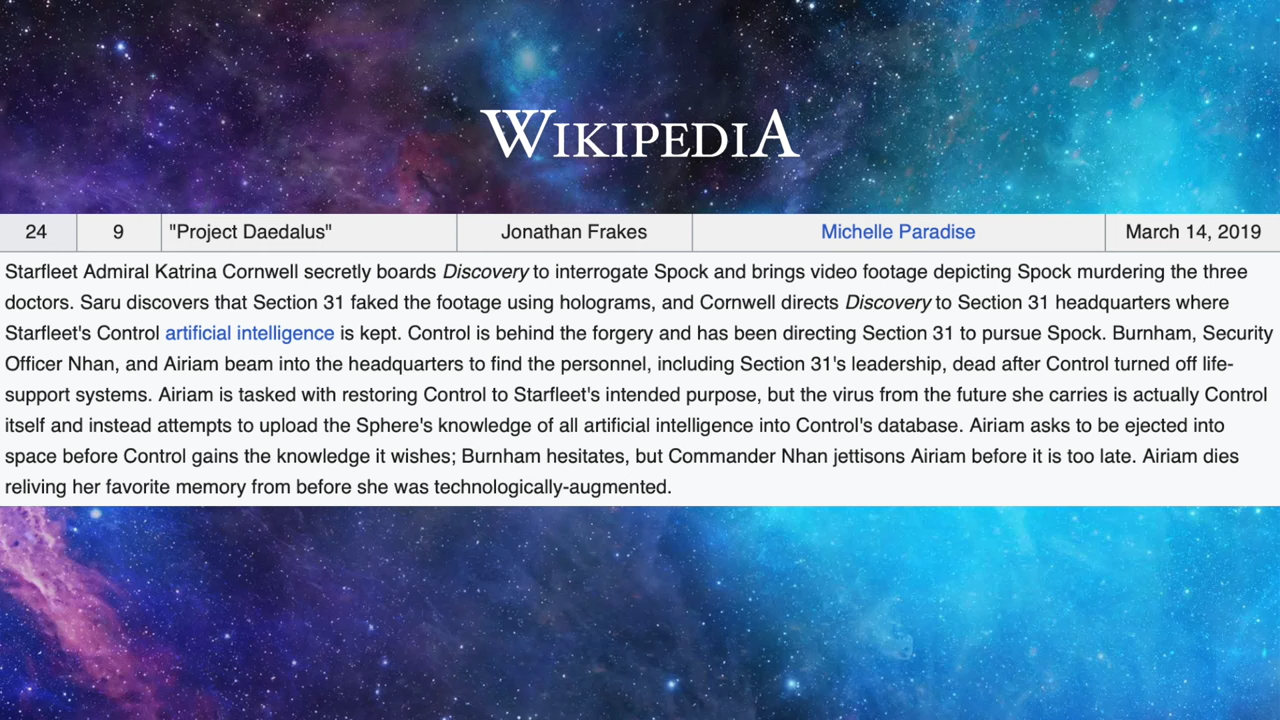 WIKIPEDIA
24 9 "Project Daedalus" Jonathan Frakes Michelle Paradise March 14, 2019
Starfleet Admiral Katrina Cornwell secretly boards Discovery to interrogate Spock and brings video footage depicting Spock murdering the three
doctors. Saru discovers that Section 31 faked the footage using holograms, and Cornwell directs Discovery to Section 31 headquarters where
Starfleet's Control artificial intelligence is kept. Control is behind the forgery and has been directing Section 31 to pursue Spock. Burnham, Security
Officer Nhan, and Airiam beam into the headquarters to find the personnel, including Section 31's leadership, dead after Control turned off life-
support systems. Airiam is tasked with restoring Control to Starfleet's intended purpose, but the virus from the future she carries is actually Control
itself and instead attempts to upload the Sphere's knowledge of all artificial intelligence into Control's database. Airiam asks to be ejected into
space before Control gains the knowledge it wishes; Burnham hesitates, but Commander Nhan jettisons Airiam before it is too late. Airiam dies
reliving her favorite memory from before she was technologically-augmented.